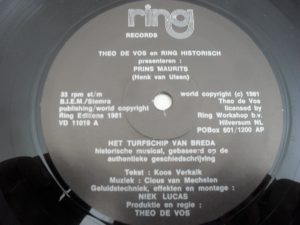 ring
RECORDS
THEO DE VOS en RING HISTORISCH
presenteren :
PRINS MAURITS
(Henk van Ulsen)
33 rpm st/m world copyright (c) 1981
B.I.E.M./Stemra Theo de Vos
publishing/world copyright licensed by
Ring Editions 1981 Ring Workshop b.v.
VD 11019 A Hilversum NL
POBox 601/1200 AP
HET TURFSCHIP VAN BREDA
historische musical, gebaseerd op de
authentieke geschiedschrijving
Tekst : Koos Verkaik
Muziek : Clous van Mechelen
Geluidstechniek, effekten en montage :
NIEK LUCAS
Produktie en regie :
THEO DE VOS